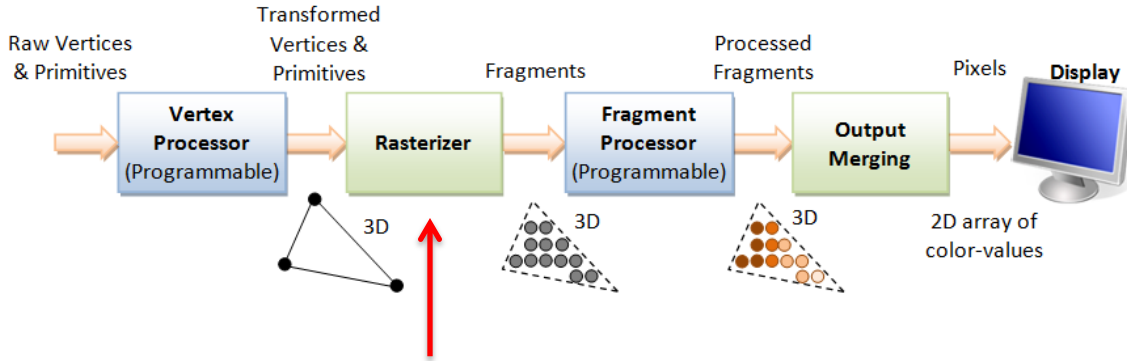 Raw Vertices
& Primitives
Vertex
Processor
(Programmable)
Transformed
Vertices &
Primitives
3D
Rasterizer
Fragments
3D
Fragment
Processor
(Programmable)
Processed
Fragments
3D
Output
Merging
Pixels
2D array of
color-values
Display